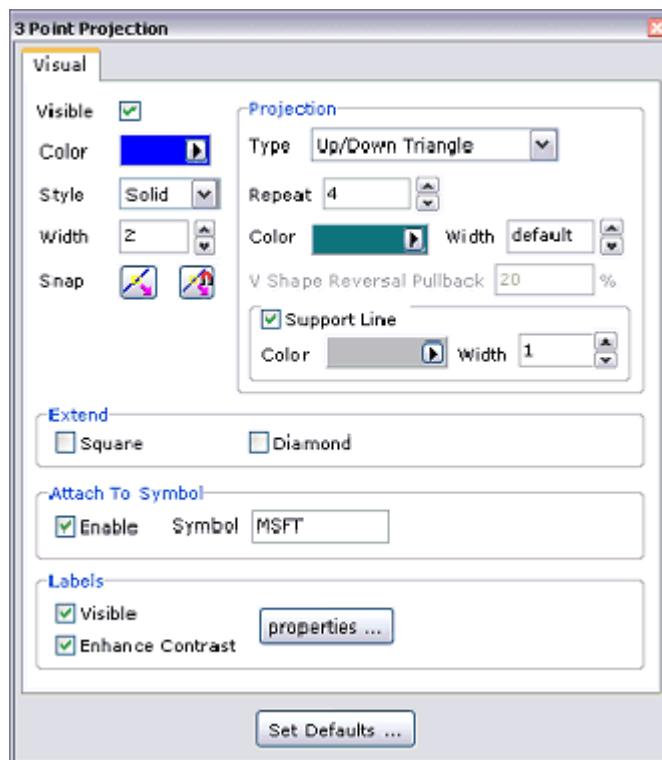 3 Point Projection
Visual
Visible
Color
Style Solid
Width 2
Snap
Projection
Type Up/Down Triangle
Repeat 4
Color Width default
V Shape Reversal Pullback 20 %
Support Line
Color Width 1
Extend
Square Diamond
Attach To Symbol
Enable Symbol MSFT
Labels
Visible
Enhance Contrast
properties ...
Set Defaults ...